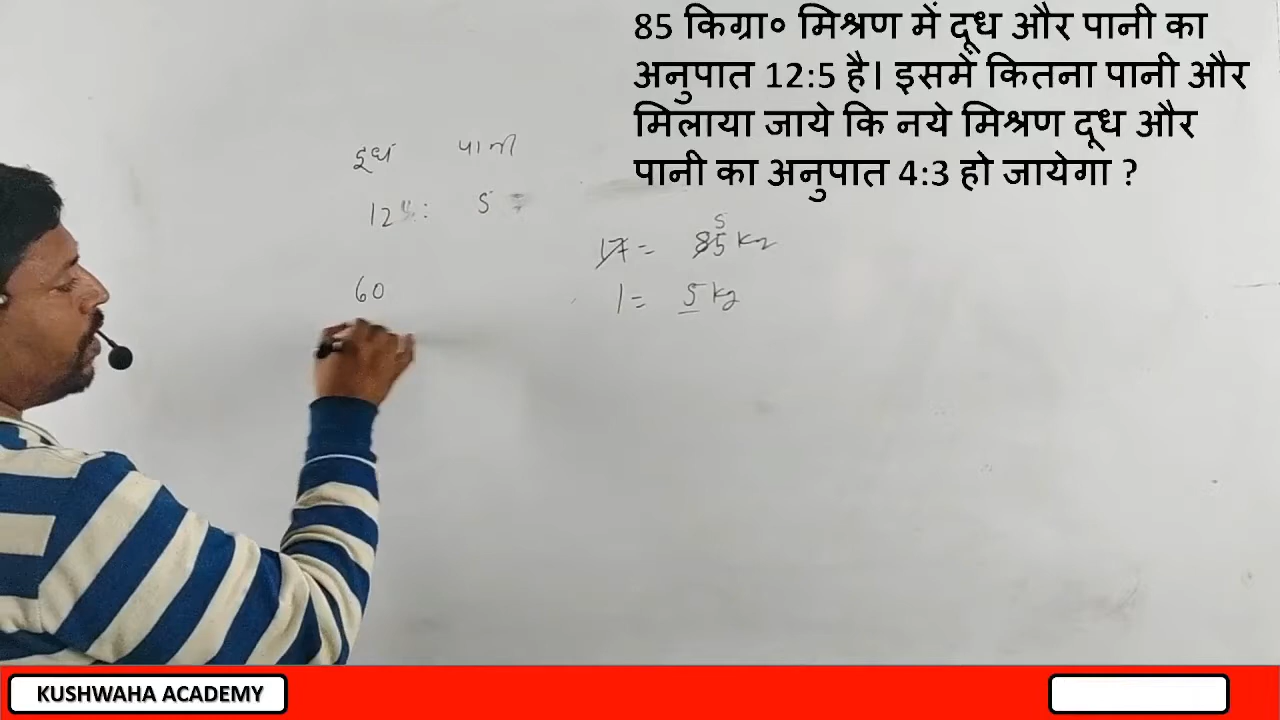 85 किग्रा० मिश्रण में दूध और पानी का
अनुपात 12:5 है। इसमें कितना पानी और
मिलाया जाये कि नये मिश्रण दूध और
पानी का अनुपात 4:3 हो जायेगा ?
दूध पानी
12 : 5
17 = 85 kg
5
1 = 5 kg
60
KUSHWAHA ACADEMY